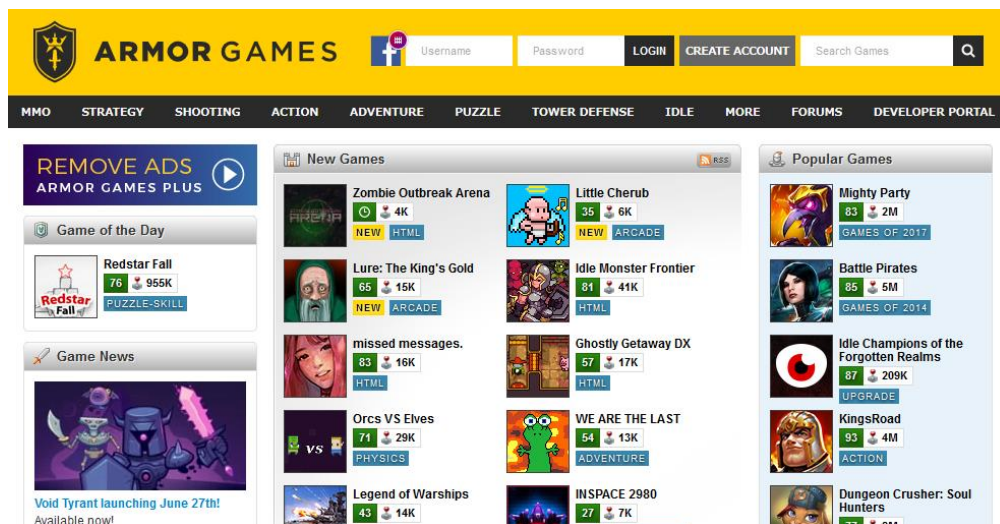 ARMOR GAMES
Username
Password
LOGIN
CREATE ACCOUNT
Search Games
MMO STRATEGY SHOOTING ACTION ADVENTURE PUZZLE TOWER DEFENSE IDLE MORE FORUMS DEVELOPER PORTAL
REMOVE ADS
ARMOR GAMES PLUS
Game of the Day
Redstar Fall
Redstar Fall
76 955K
PUZZLE-SKILL
Game News
Void Tyrant launching June 27th!
Available now!
New Games
RSS
ARENA
Zombie Outbreak Arena
4K
NEW HTML
Little Cherub
35 6K
NEW ARCADE
Lure: The King's Gold
65 15K
NEW ARCADE
Idle Monster Frontier
81 41K
HTML
missed messages.
83 16K
HTML
Ghostly Getaway DX
57 17K
HTML
vs
Orcs VS Elves
71 29K
PHYSICS
WE ARE THE LAST
54 13K
ADVENTURE
Legend of Warships
43 14K
INSPACE 2980
27 7K
Popular Games
Mighty Party
83 2M
GAMES OF 2017
Battle Pirates
85 5M
GAMES OF 2014
Idle Champions of the
Forgotten Realms
87 209K
UPGRADE
KingsRoad
93 4M
ACTION
Dungeon Crusher: Soul
Hunters